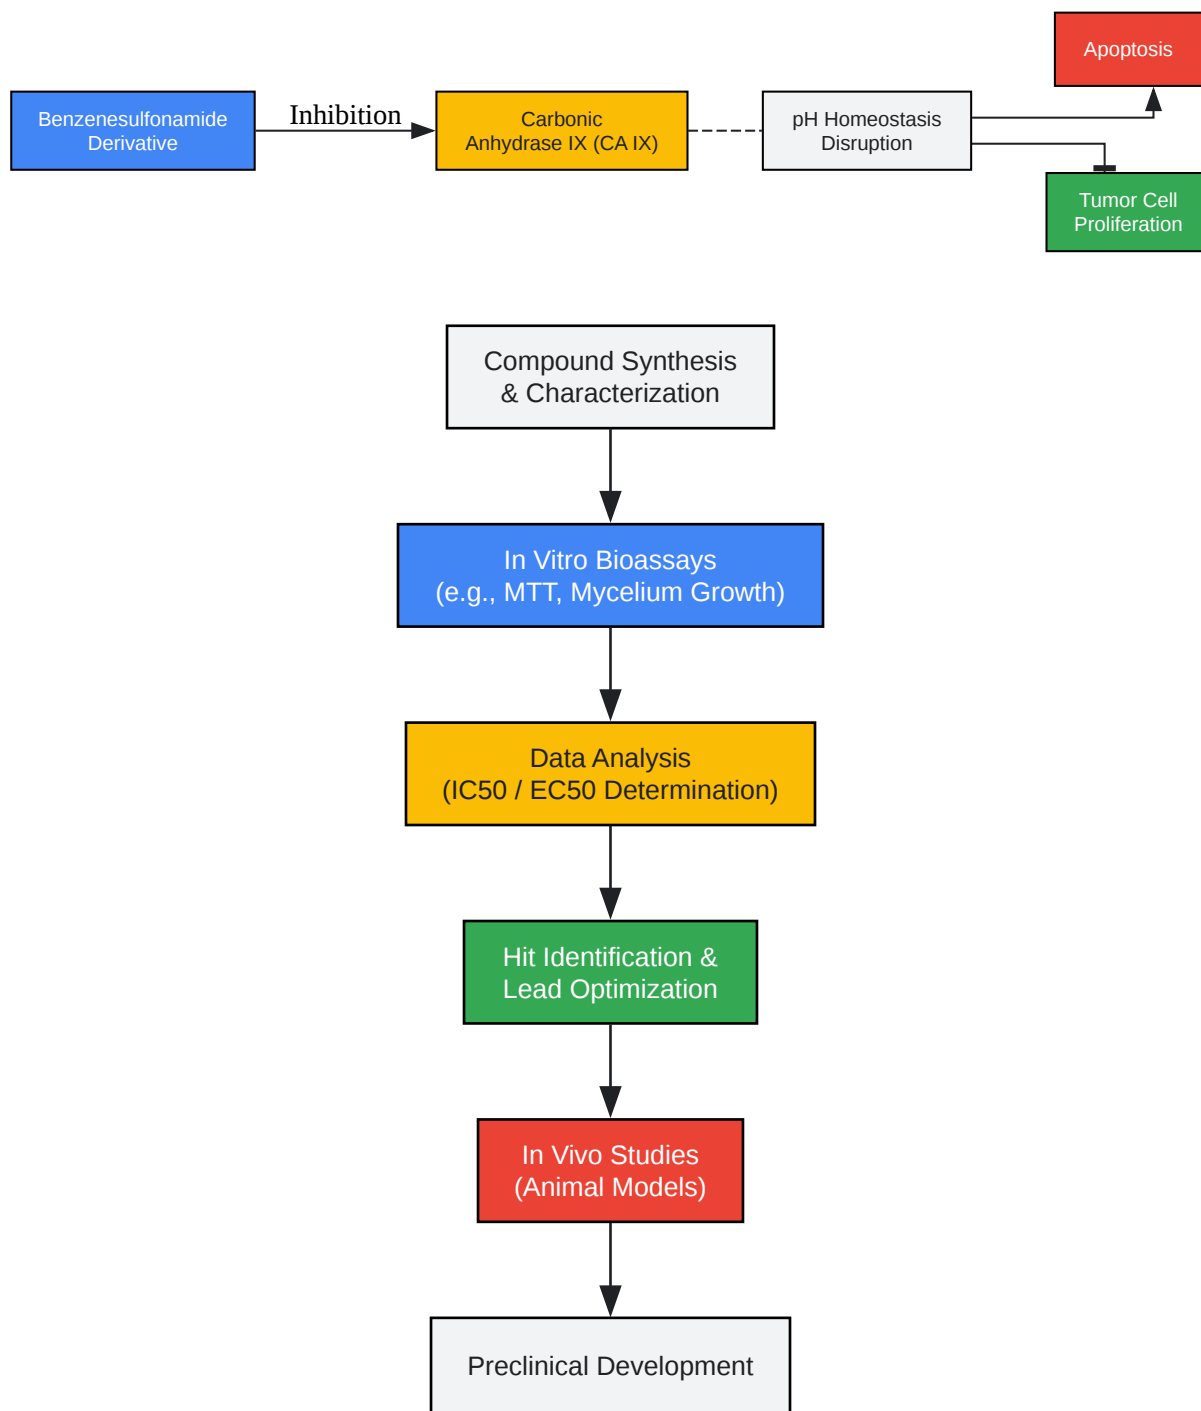 Apoptosis
Benzenesulfonamide
Derivative
Inhibition
Carbonic
Anhydrase IX (CA IX)
pH Homeostasis
Disruption
Tumor Cell
Proliferation
Compound Synthesis
& Characterization
In Vitro Bioassays
(e.g., MTT, Mycelium Growth)
Data Analysis
(IC50 / EC50 Determination)
Hit Identification &
Lead Optimization
In Vivo Studies
(Animal Models)
Preclinical Development